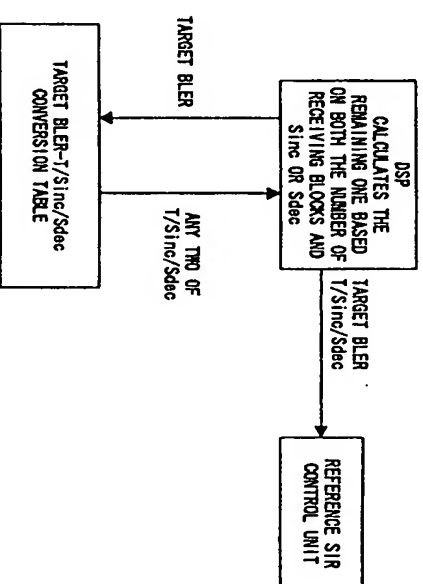 DSP
CALCULATES THE
REMAINING ONE BASED
ON BOTH THE NUMBER OF
RECEIVING BLOCKS AND
Sinc OR Sdec
TARGET BLER
T/Sinc/Sdec
REFERENCE SIR
CONTROL UNIT
TARGET BLER
ANY TWO OF
T/Sinc/Sdec
TARGET BLER-T/Sinc/Sdec
CONVERSION TABLE